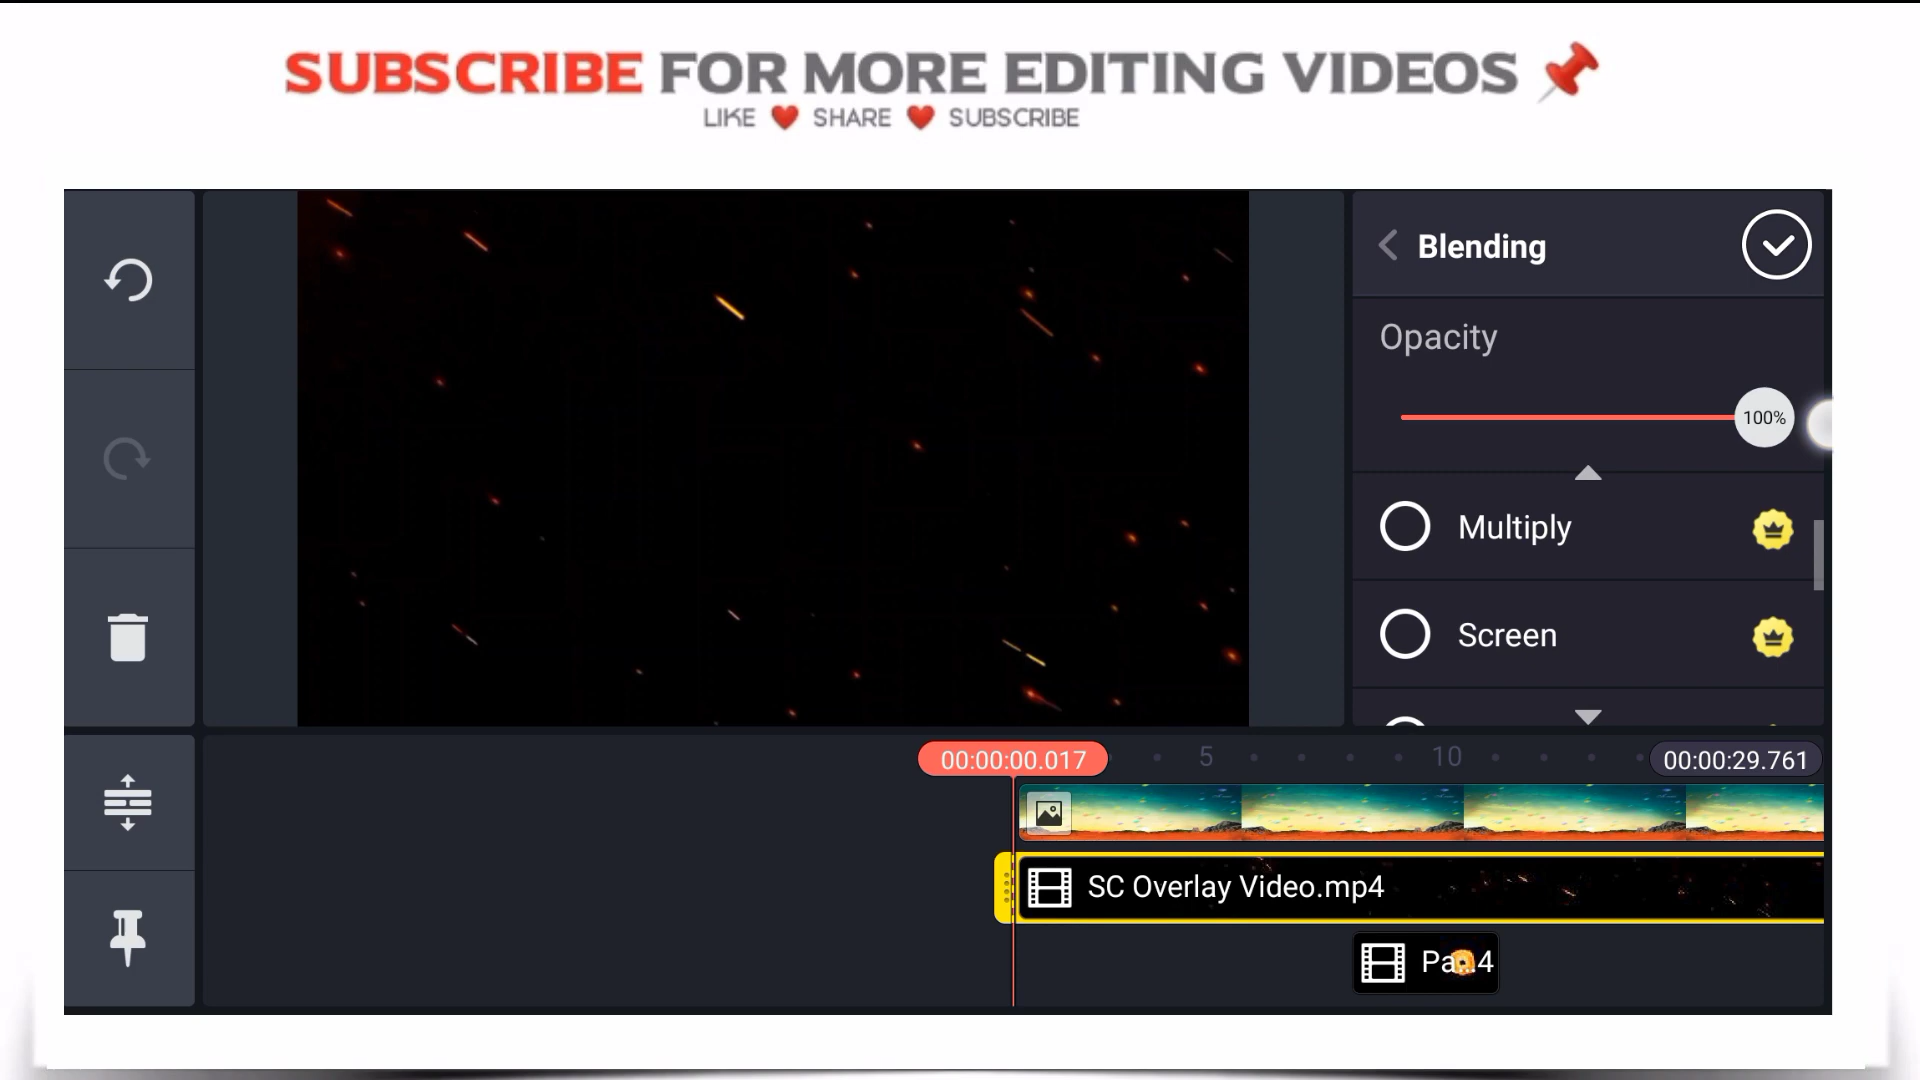 SUBSCRIBE FOR MORE EDITING VIDEOS
LIKE SHARE SUBSCRIBE
Blending
Opacity
100%
Multiply
Screen
00:00:00.017
5
10
00:00:29.761
SC Overlay Video.mp4
Pa...4